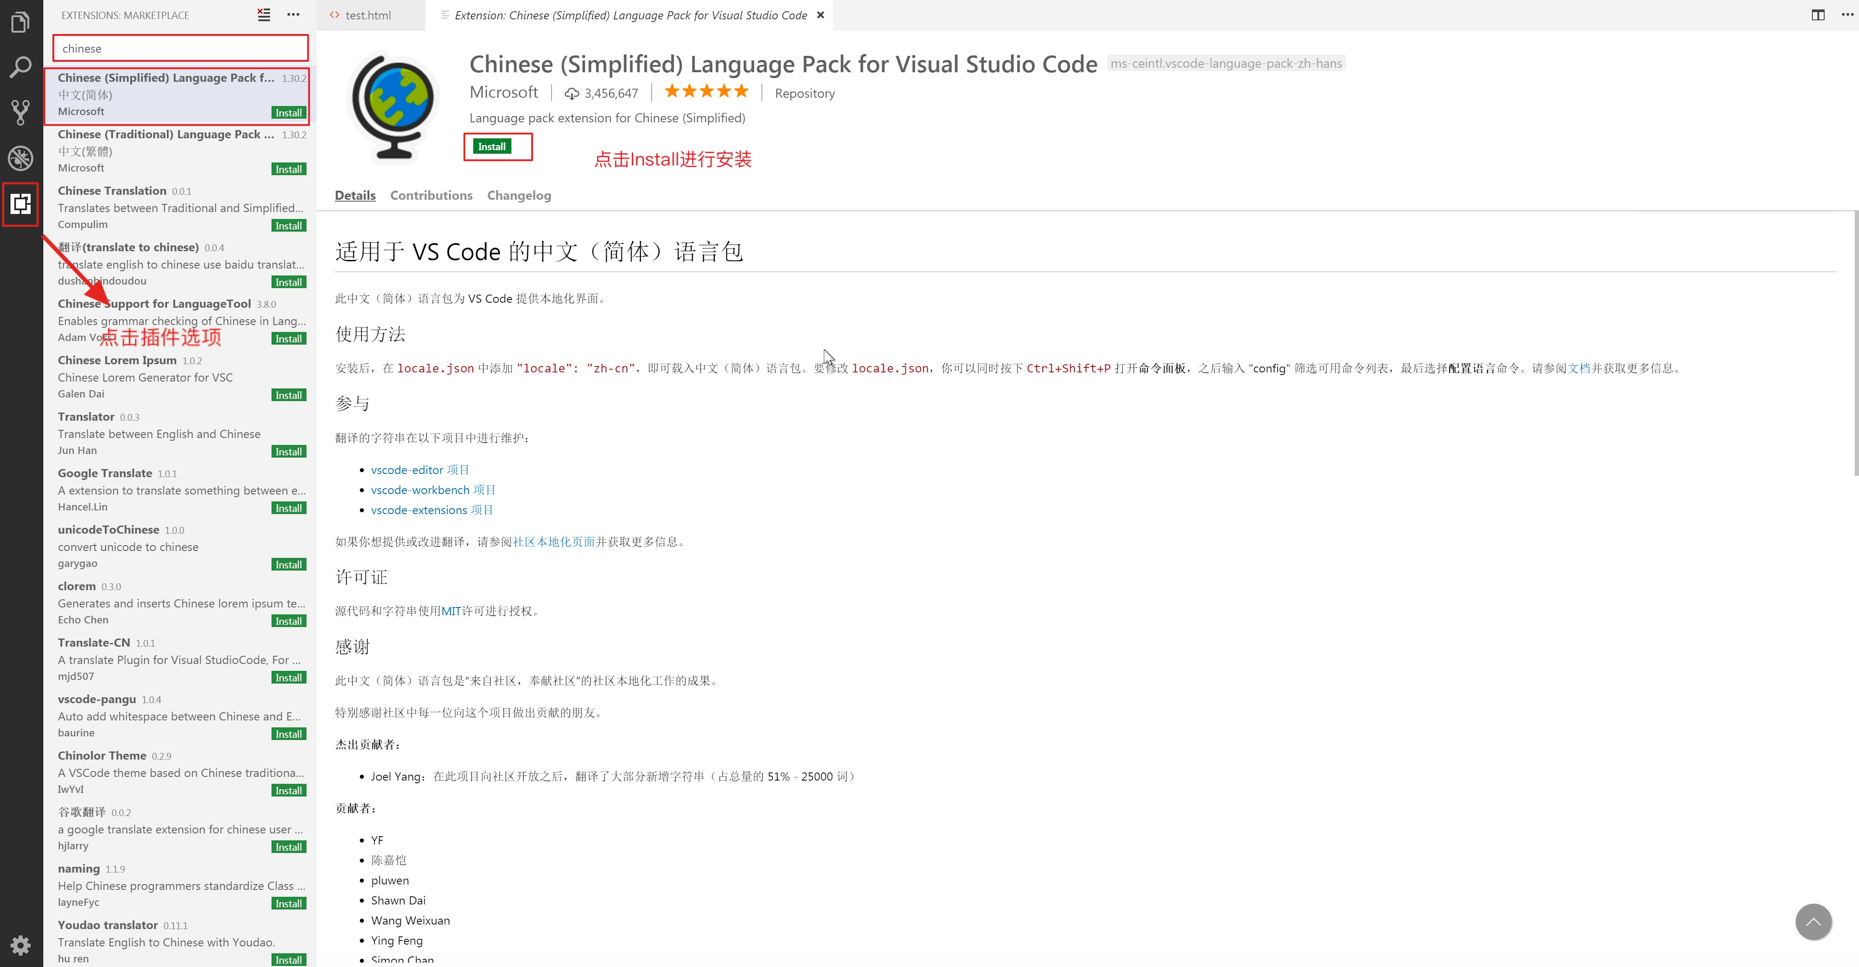 EXTENSIONS: MARKETPLACE
chinese
Chinese (Simplified) Language Pack f... 1.30.2
中文(简体)
Microsoft Install
Chinese (Traditional) Language Pack ... 1.30.2
中文(繁體)
Microsoft Install
Chinese Translation 0.0.1
Translates between Traditional and Simplified...
Compulim Install
翻译(translate to chinese) 0.0.4
translate english to chinese use baidu translat...
dushaobindoudou Install
Chinese Support for LanguageTool 3.8.0
Enables grammar checking of Chinese in Lang...
Adam Voss Install
点击插件选项
Chinese Lorem Ipsum 1.0.2
Chinese Lorem Generator for VSC
Galen Dai Install
Translator 0.0.3
Translate between English and Chinese
Jun Han Install
Google Translate 1.0.1
A extension to translate something between e...
Hancel.Lin Install
unicodeToChinese 1.0.0
convert unicode to chinese
garygao Install
clorem 0.3.0
Generates and inserts Chinese lorem ipsum te...
Echo Chen Install
Translate-CN 1.0.1
A translate Plugin for Visual StudioCode, For ...
mjd507 Install
vscode-pangu 1.0.4
Auto add whitespace between Chinese and E...
baurine Install
Chinolor Theme 0.2.9
A VSCode theme based on Chinese traditiona...
IwYvI Install
谷歌翻译 0.0.2
a google translate extension for chinese user ...
hjlarry Install
naming 1.1.9
Help Chinese programmers standardize Class ...
layneFyc Install
Youdao translator 0.11.1
Translate English to Chinese with Youdao.
hu ren Install
test.html
Extension: Chinese (Simplified) Language Pack for Visual Studio Code
Chinese (Simplified) Language Pack for Visual Studio Code ms-ceintl.vscode-language-pack-zh-hans
Microsoft 3,456,647 Repository
Language pack extension for Chinese (Simplified)
Install
点击Install进行安装
Details Contributions Changelog
适用于 VS Code 的中文（简体）语言包
此中文（简体）语言包为 VS Code 提供本地化界面。
使用方法
安装后，在 locale.json 中添加 "locale": "zh-cn"，即可载入中文（简体）语言包。要修改 locale.json，你可以同时按下 Ctrl+Shift+P 打开命令面板，之后输入 "config" 筛选可用命令列表，最后选择配置语言命令。请参阅文档并获取更多信息。
参与
翻译的字符串在以下项目中进行维护：
vscode-editor 项目
vscode-workbench 项目
vscode-extensions 项目
如果你想提供或改进翻译，请参阅社区本地化页面并获取更多信息。
许可证
源代码和字符串使用MIT许可进行授权。
感谢
此中文（简体）语言包是“来自社区，奉献社区”的社区本地化工作的成果。
特别感谢社区中每一位向这个项目做出贡献的朋友。
杰出贡献者：
Joel Yang：在此项目向社区开放之后，翻译了大部分新增字符串（占总量的 51% - 25000 词）
贡献者：
YF
陈嘉恺
pluwen
Shawn Dai
Wang Weixuan
Ying Feng
Simon Chan